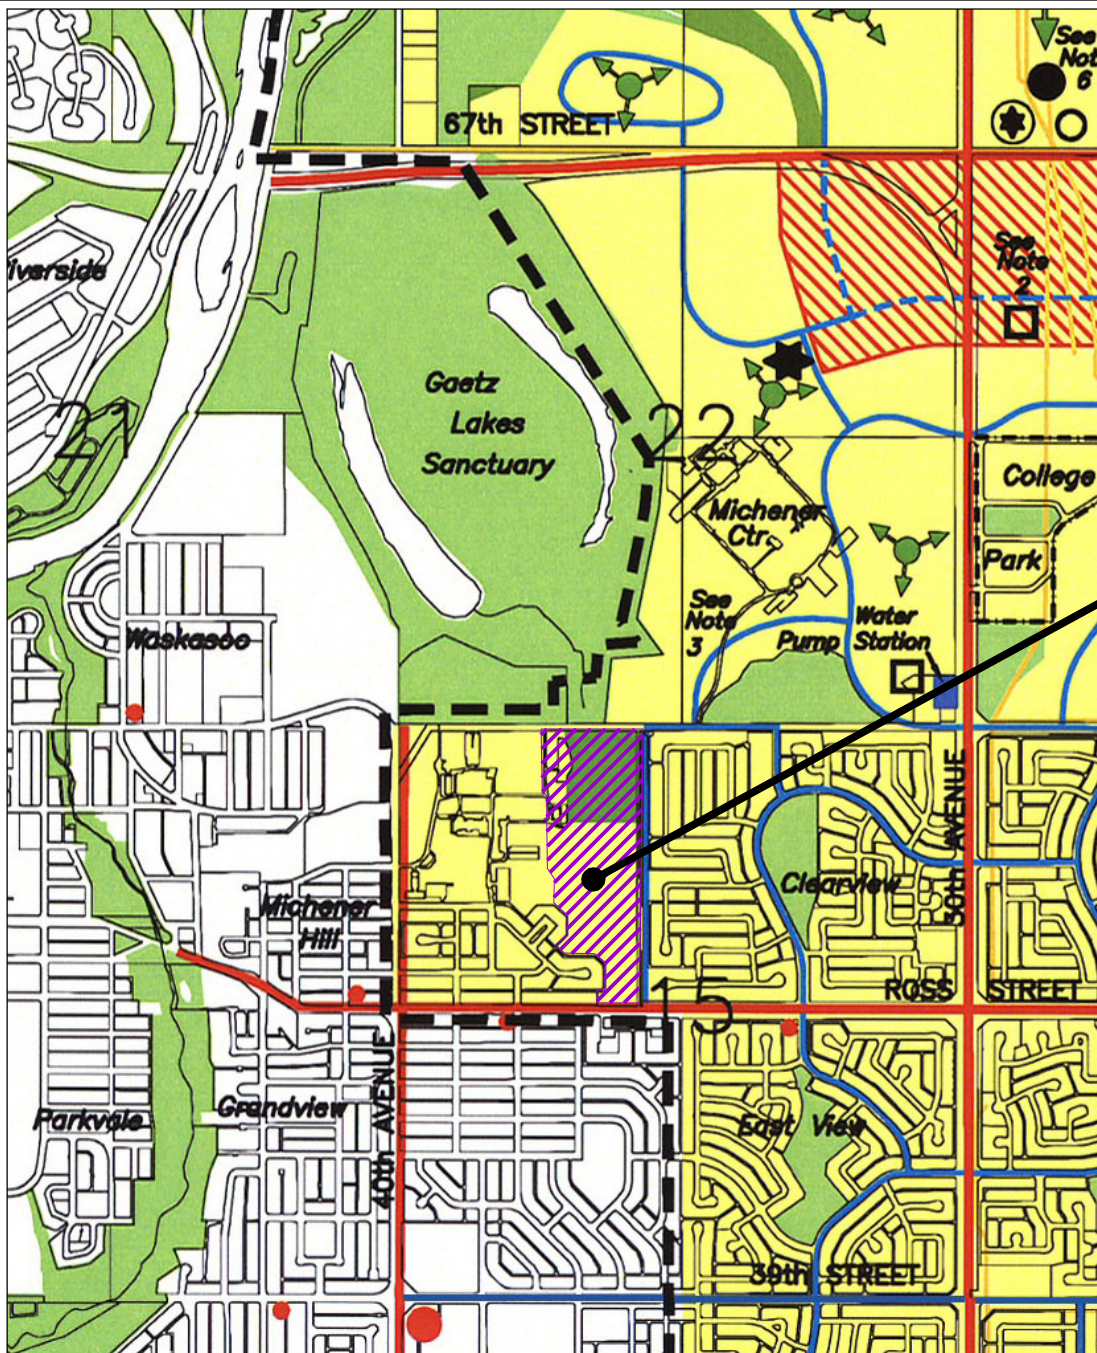 See
Not
6
67th STREET
iverside
See
Note
2
Gaetz
Lakes
Sanctuary
21
22
College
Park
Michener
Ctr.
See
Note
3
Water
Pump Station
Waskasoo
Clearview
30th AVENUE
Michener
Hill
ROSS STREET
15
40th AVENUE
Parkvale
Grandview
East View
39th STREET